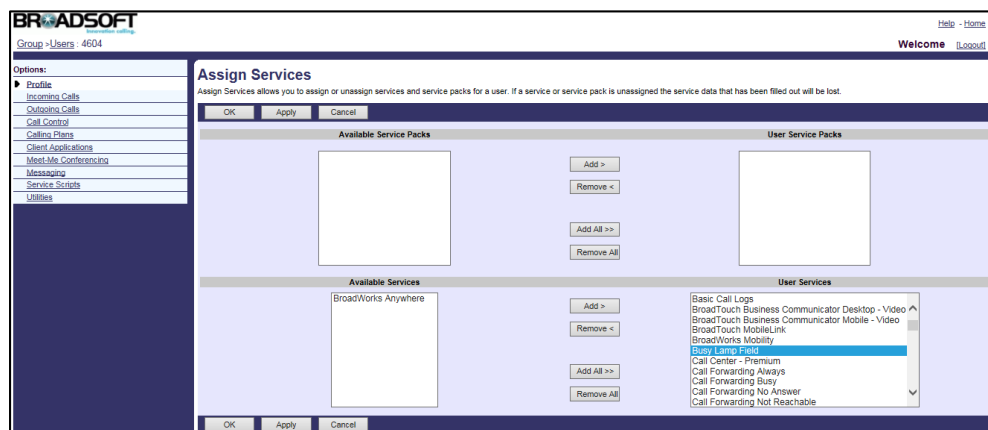 BROADSOFT
innovation calling.
Help - Home
Group >Users : 4604
Welcome [Logout]
Options:
Profile
Incoming Calls
Outgoing Calls
Call Control
Calling Plans
Client Applications
Meet-Me Conferencing
Messaging
Service Scripts
Utilities
Assign Services
Assign Services allows you to assign or unassign services and service packs for a user. If a service or service pack is unassigned the service data that has been filled out will be lost.
OK Apply Cancel
Available Service Packs User Service Packs
Add >
Remove <
Add All >>
Remove All
Available Services User Services
BroadWorks Anywhere
Add >
Remove <
Add All >>
Remove All
Basic Call Logs
BroadTouch Business Communicator Desktop - Video
BroadTouch Business Communicator Mobile - Video
BroadTouch MobileLink
BroadWorks Mobility
Busy Lamp Field
Call Center - Premium
Call Forwarding Always
Call Forwarding Busy
Call Forwarding No Answer
Call Forwarding Not Reachable
OK Apply Cancel